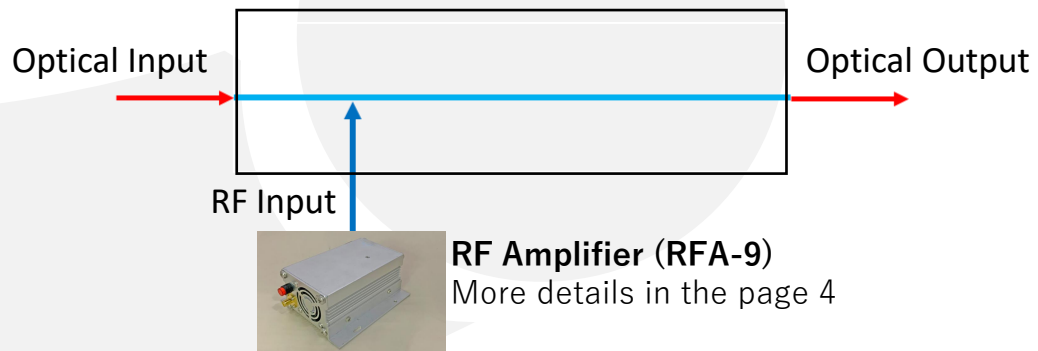 Optical Input
Optical Output
RF Input
RF Amplifier (RFA-9)
More details in the page 4